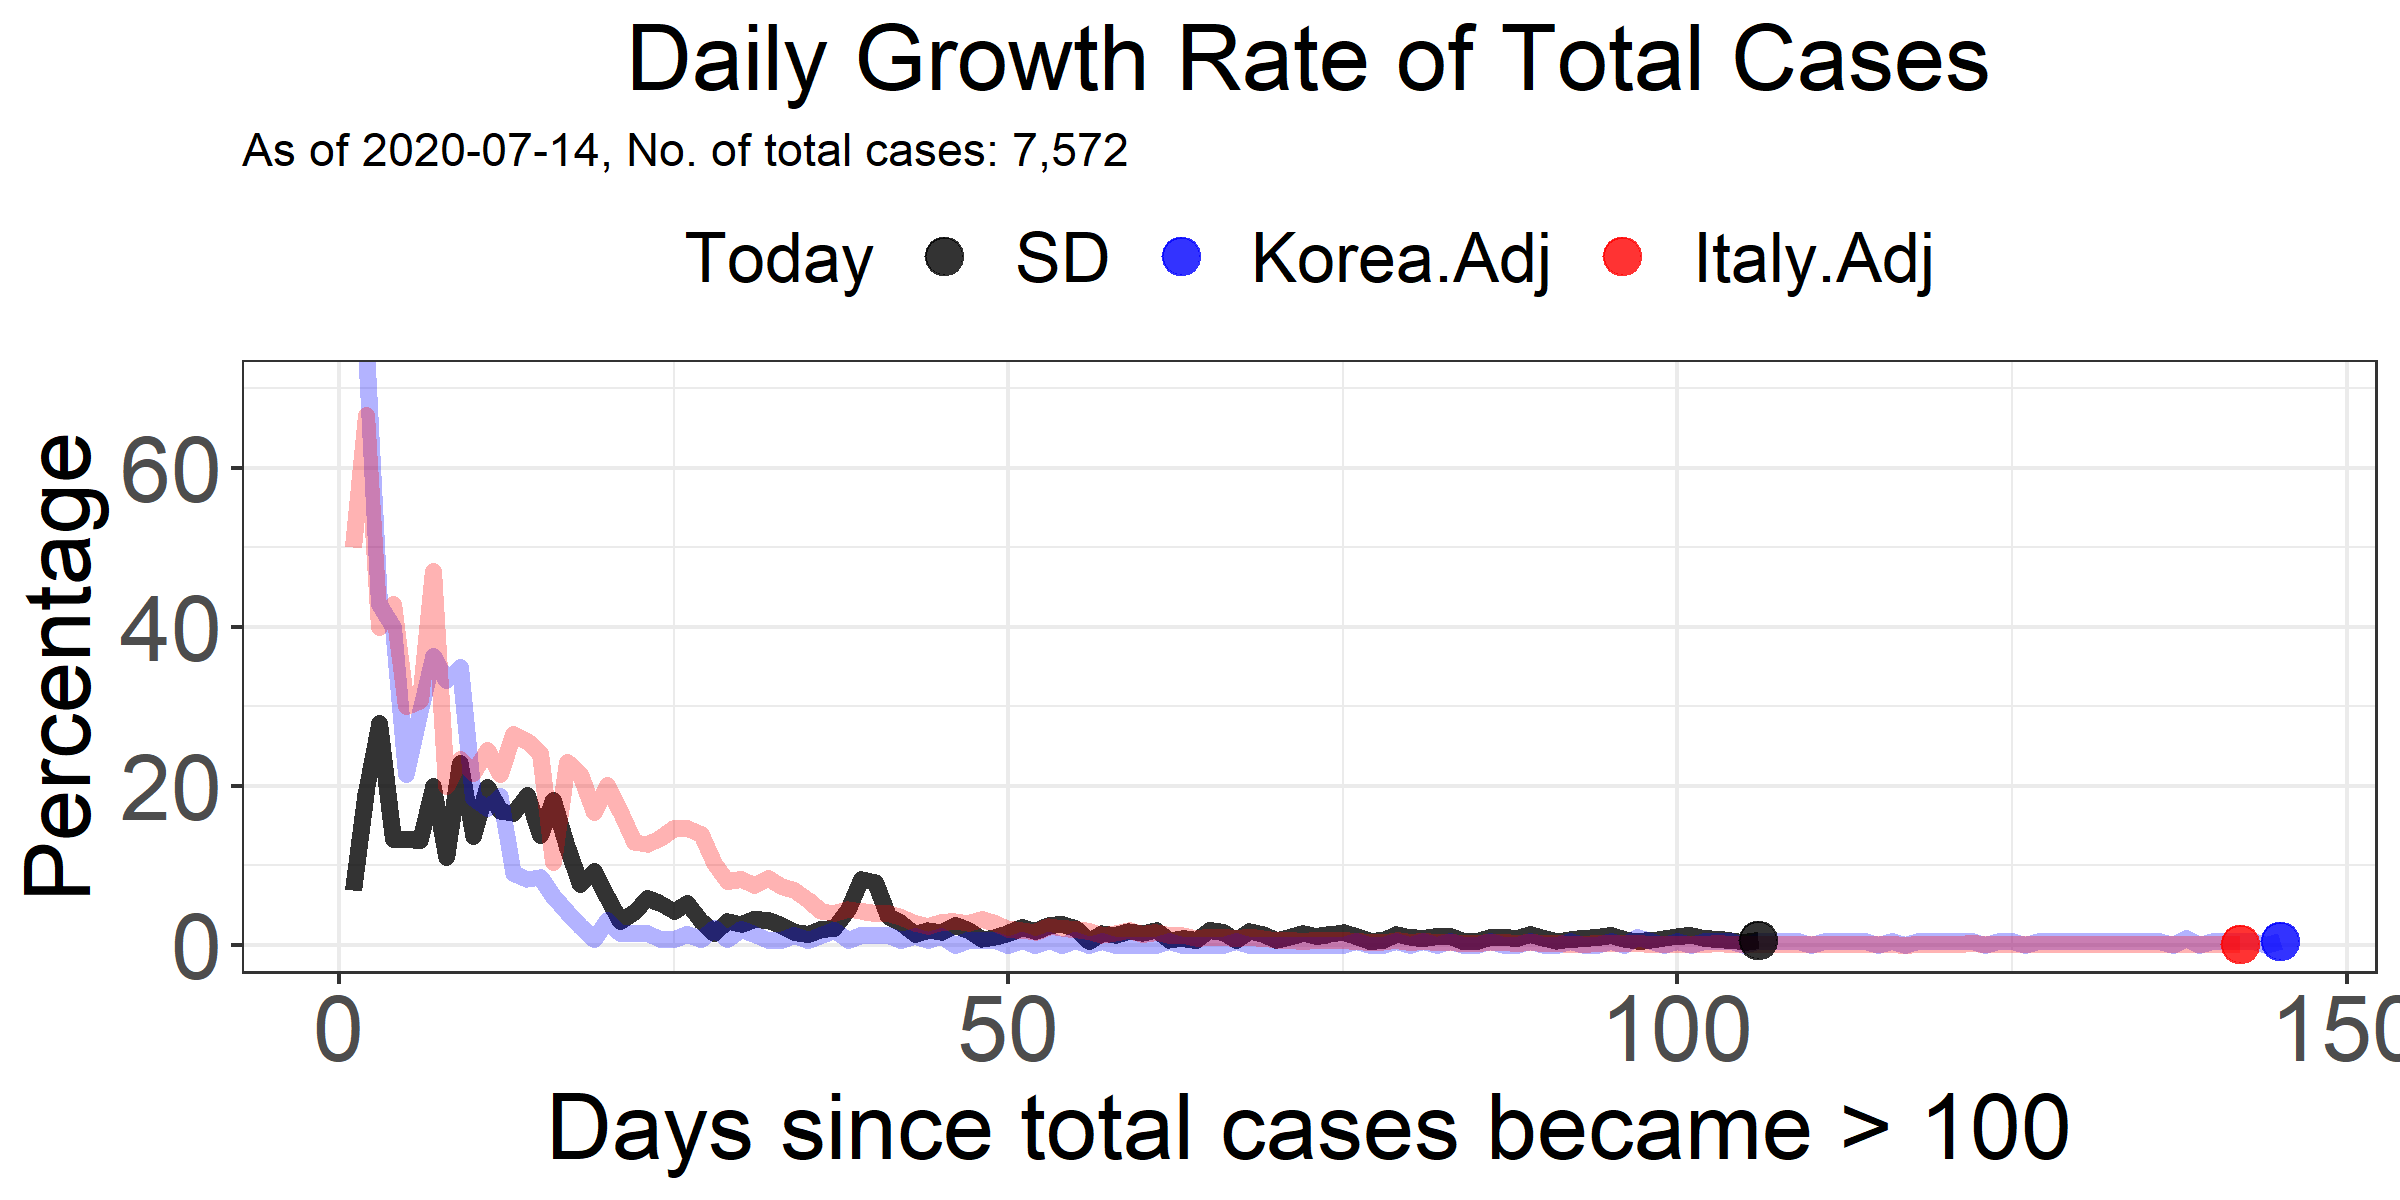 Daily Growth Rate of Total Cases
As of 2020-07-14, No. of total cases: 7,572
Today SD Korea.Adj Italy.Adj
Percentage
60
40
20
0
0 50 100 150
Days since total cases became > 100